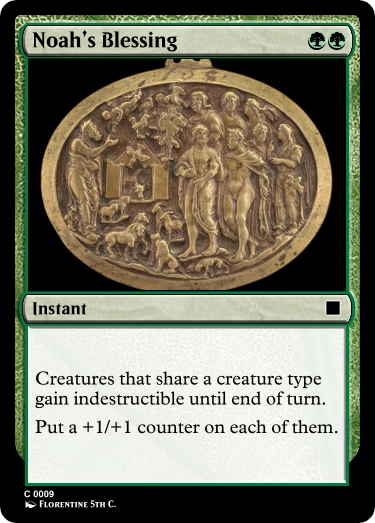 Noah's Blessing
Instant
Creatures that share a creature type
gain indestructible until end of turn.
Put a +1/+1 counter on each of them.
C 0009
Florentine 5th C.